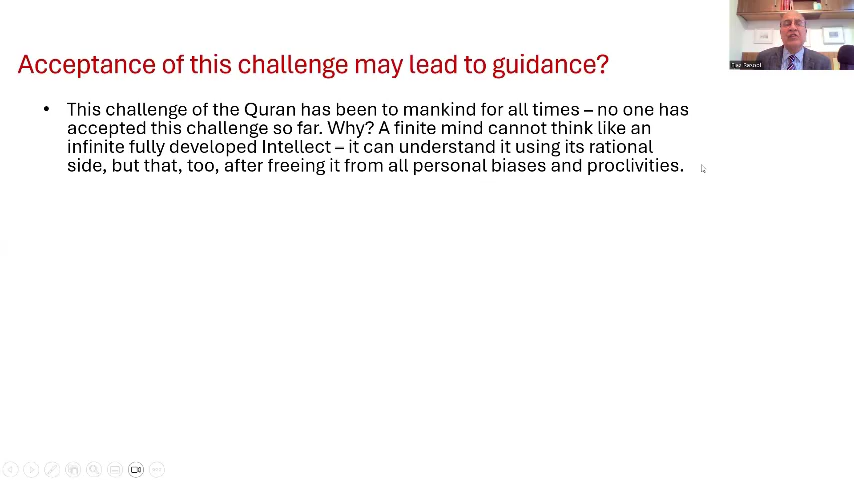 Acceptance of this challenge may lead to guidance?
• This challenge of the Quran has been to mankind for all times – no one has
accepted this challenge so far. Why? A finite mind cannot think like an
infinite fully developed Intellect – it can understand it using its rational
side, but that, too, after freeing it from all personal biases and proclivities.